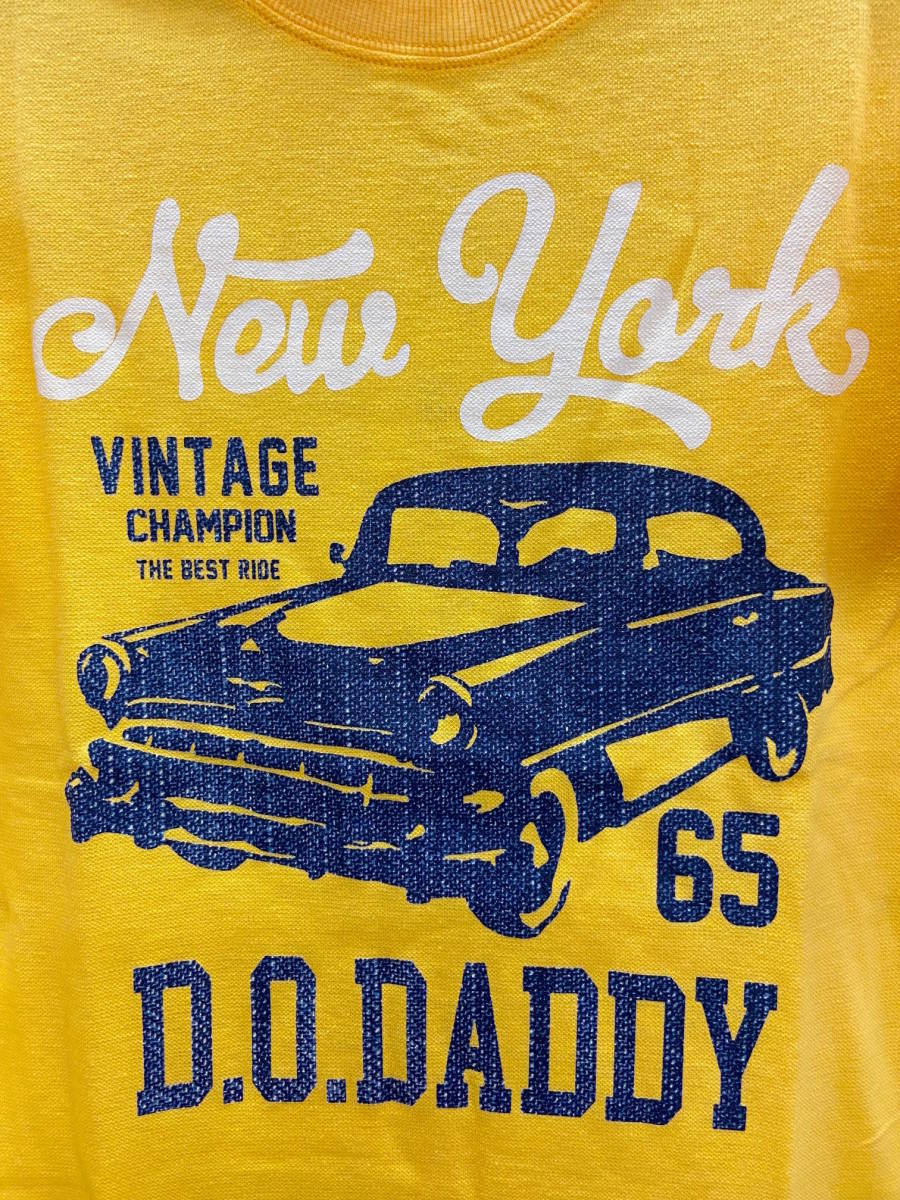 New York
VINTAGE
CHAMPION
THE BEST RIDE
65
D.O.DADDY